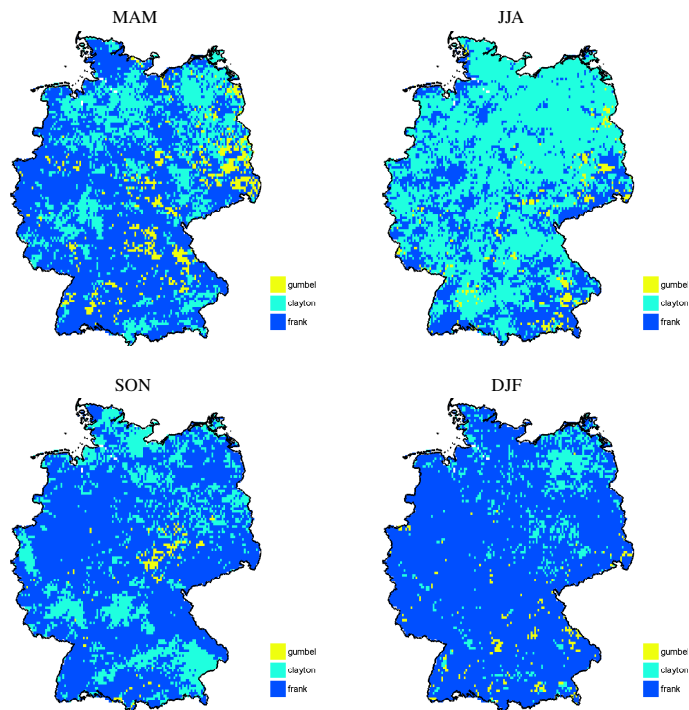 MAM
JJA
gumbel
clayton
frank
gumbel
clayton
frank
SON
DJF
gumbel
clayton
frank
gumbel
clayton
frank